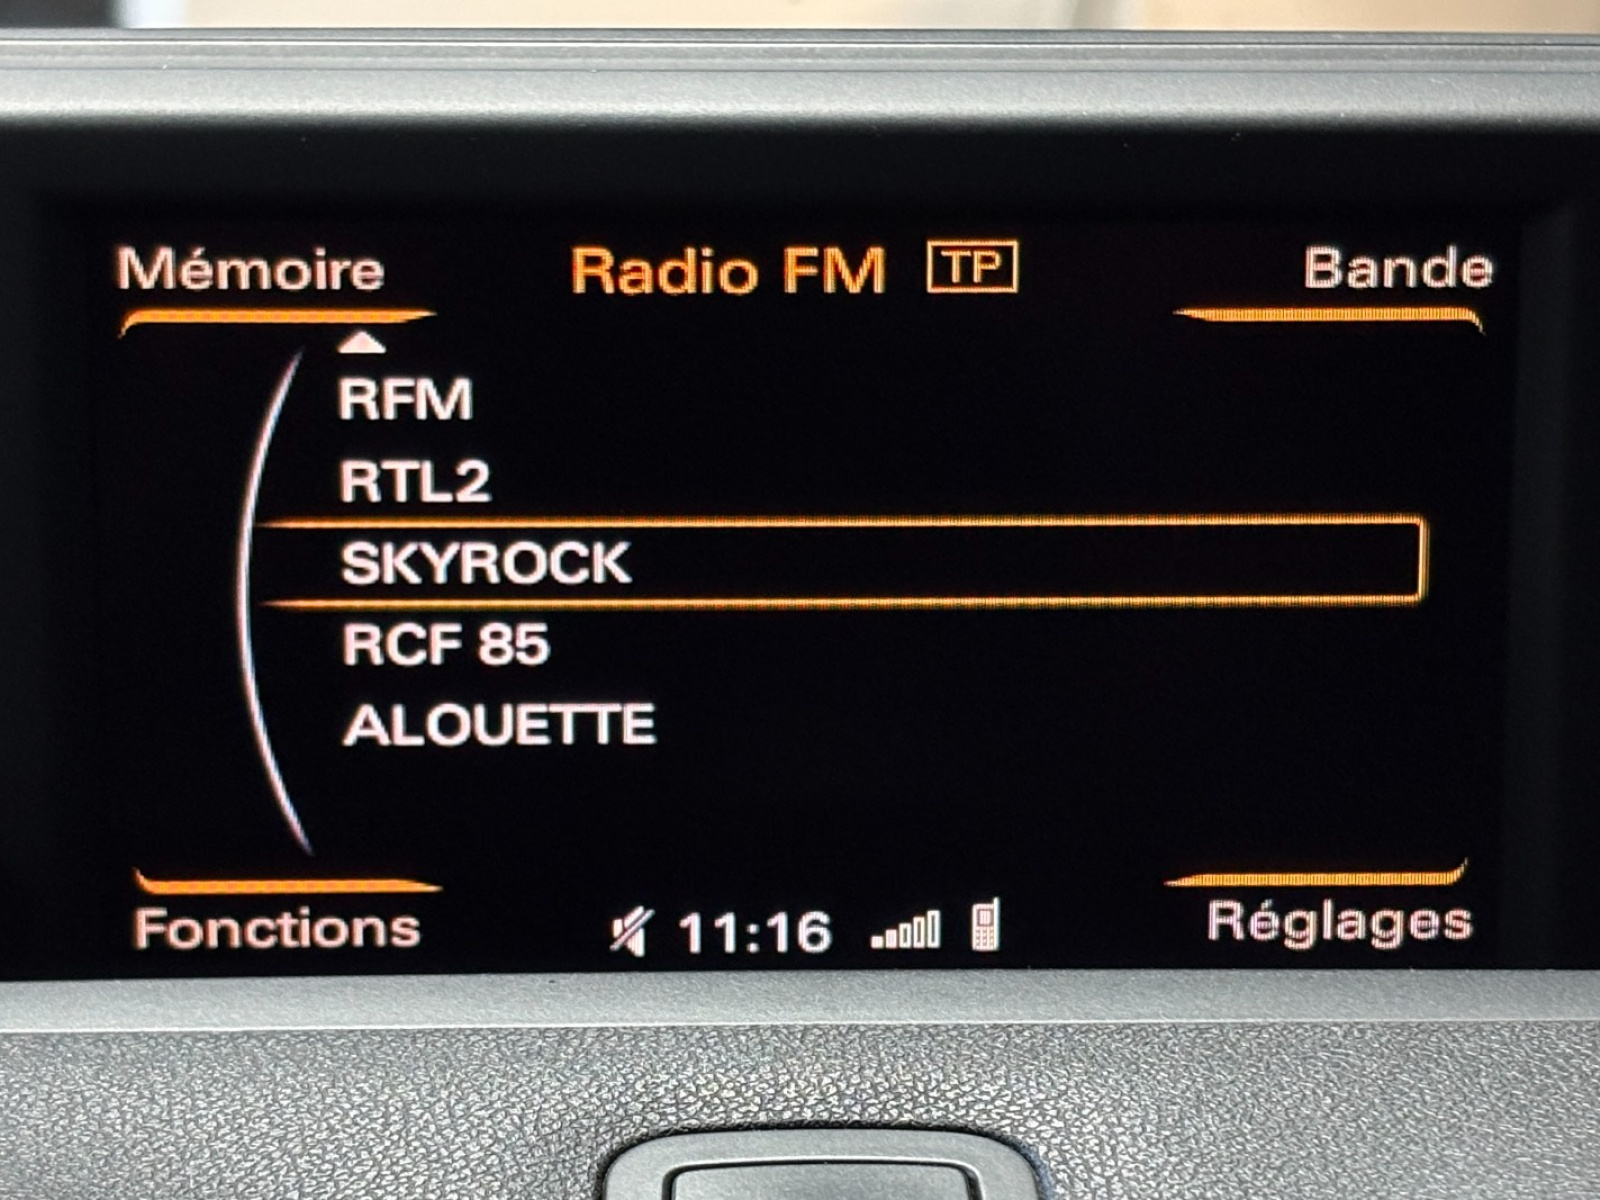 Mémoire Radio FM TP Bande
RFM
RTL2
SKYROCK
RCF 85
ALOUETTE
Fonctions 11:16 Réglages